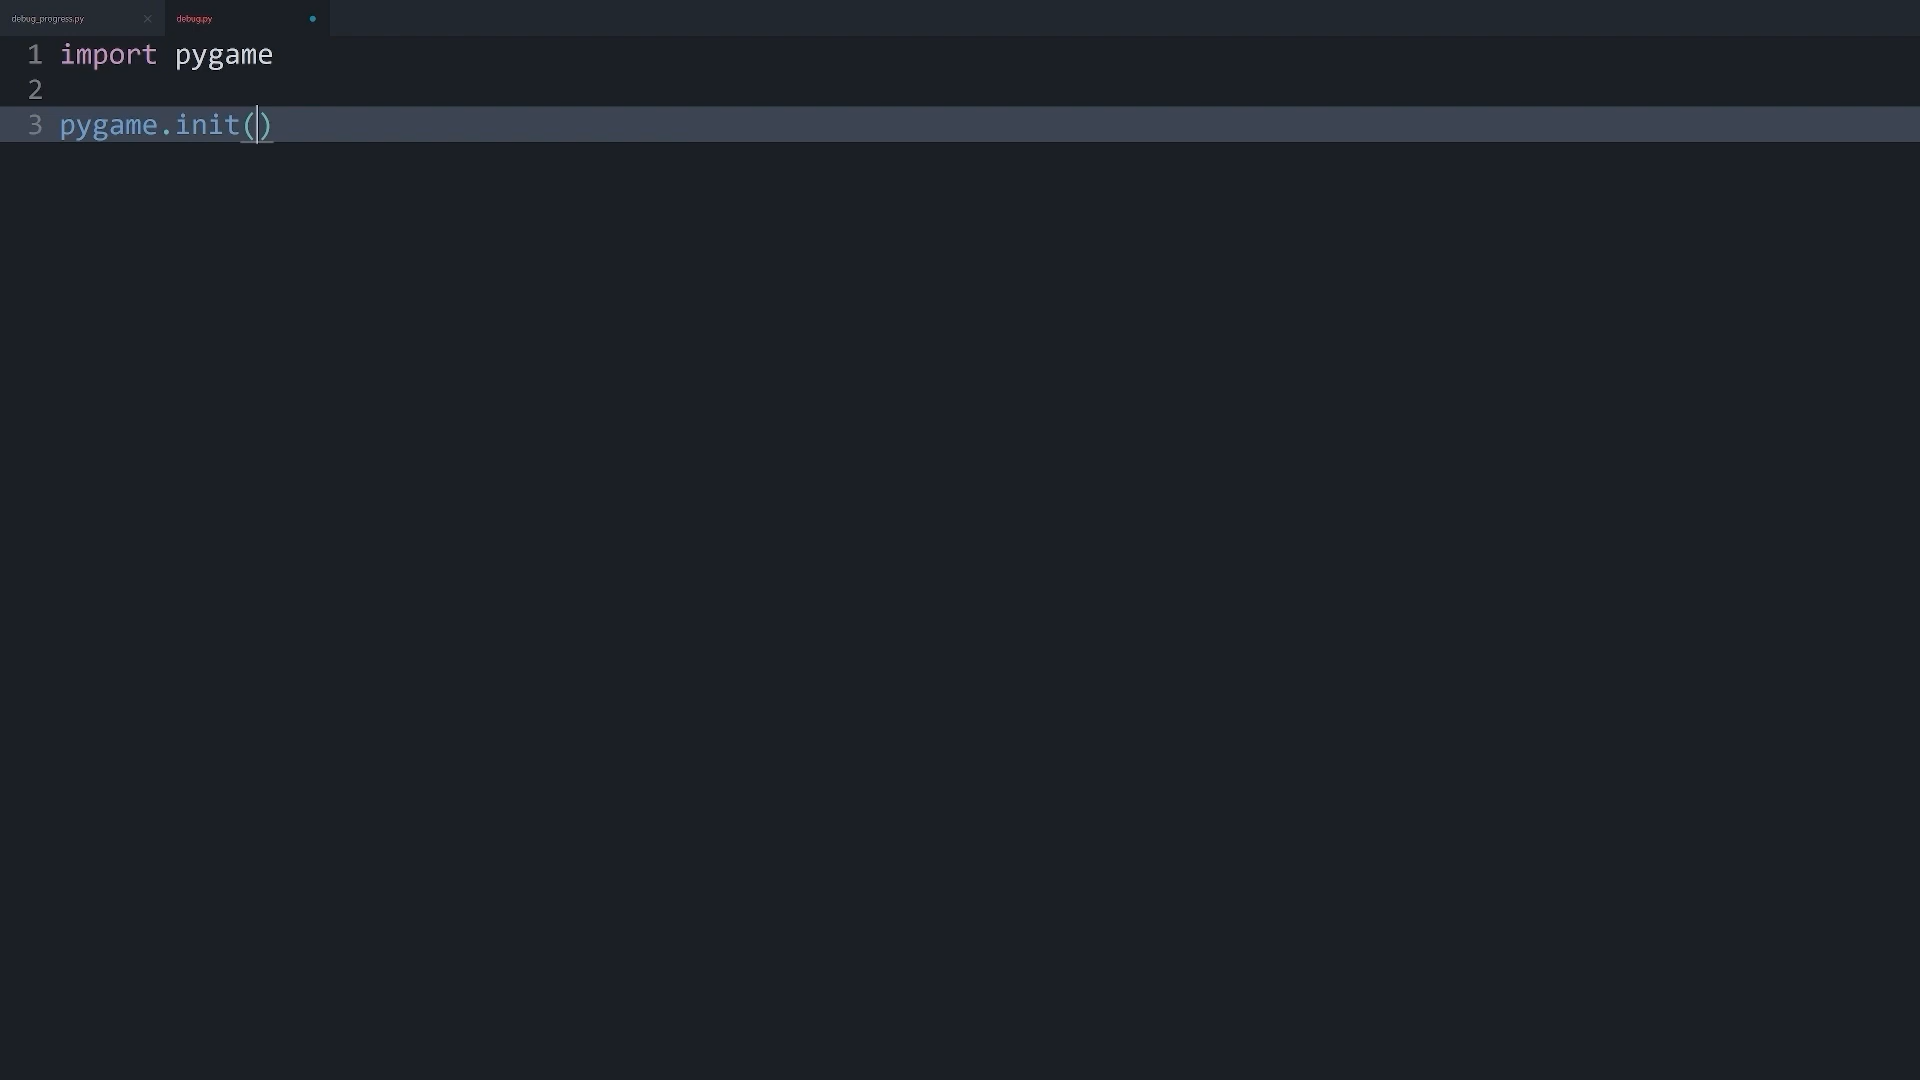 debug_progress.py
debug.py
1 import pygame
2
3 pygame.init()